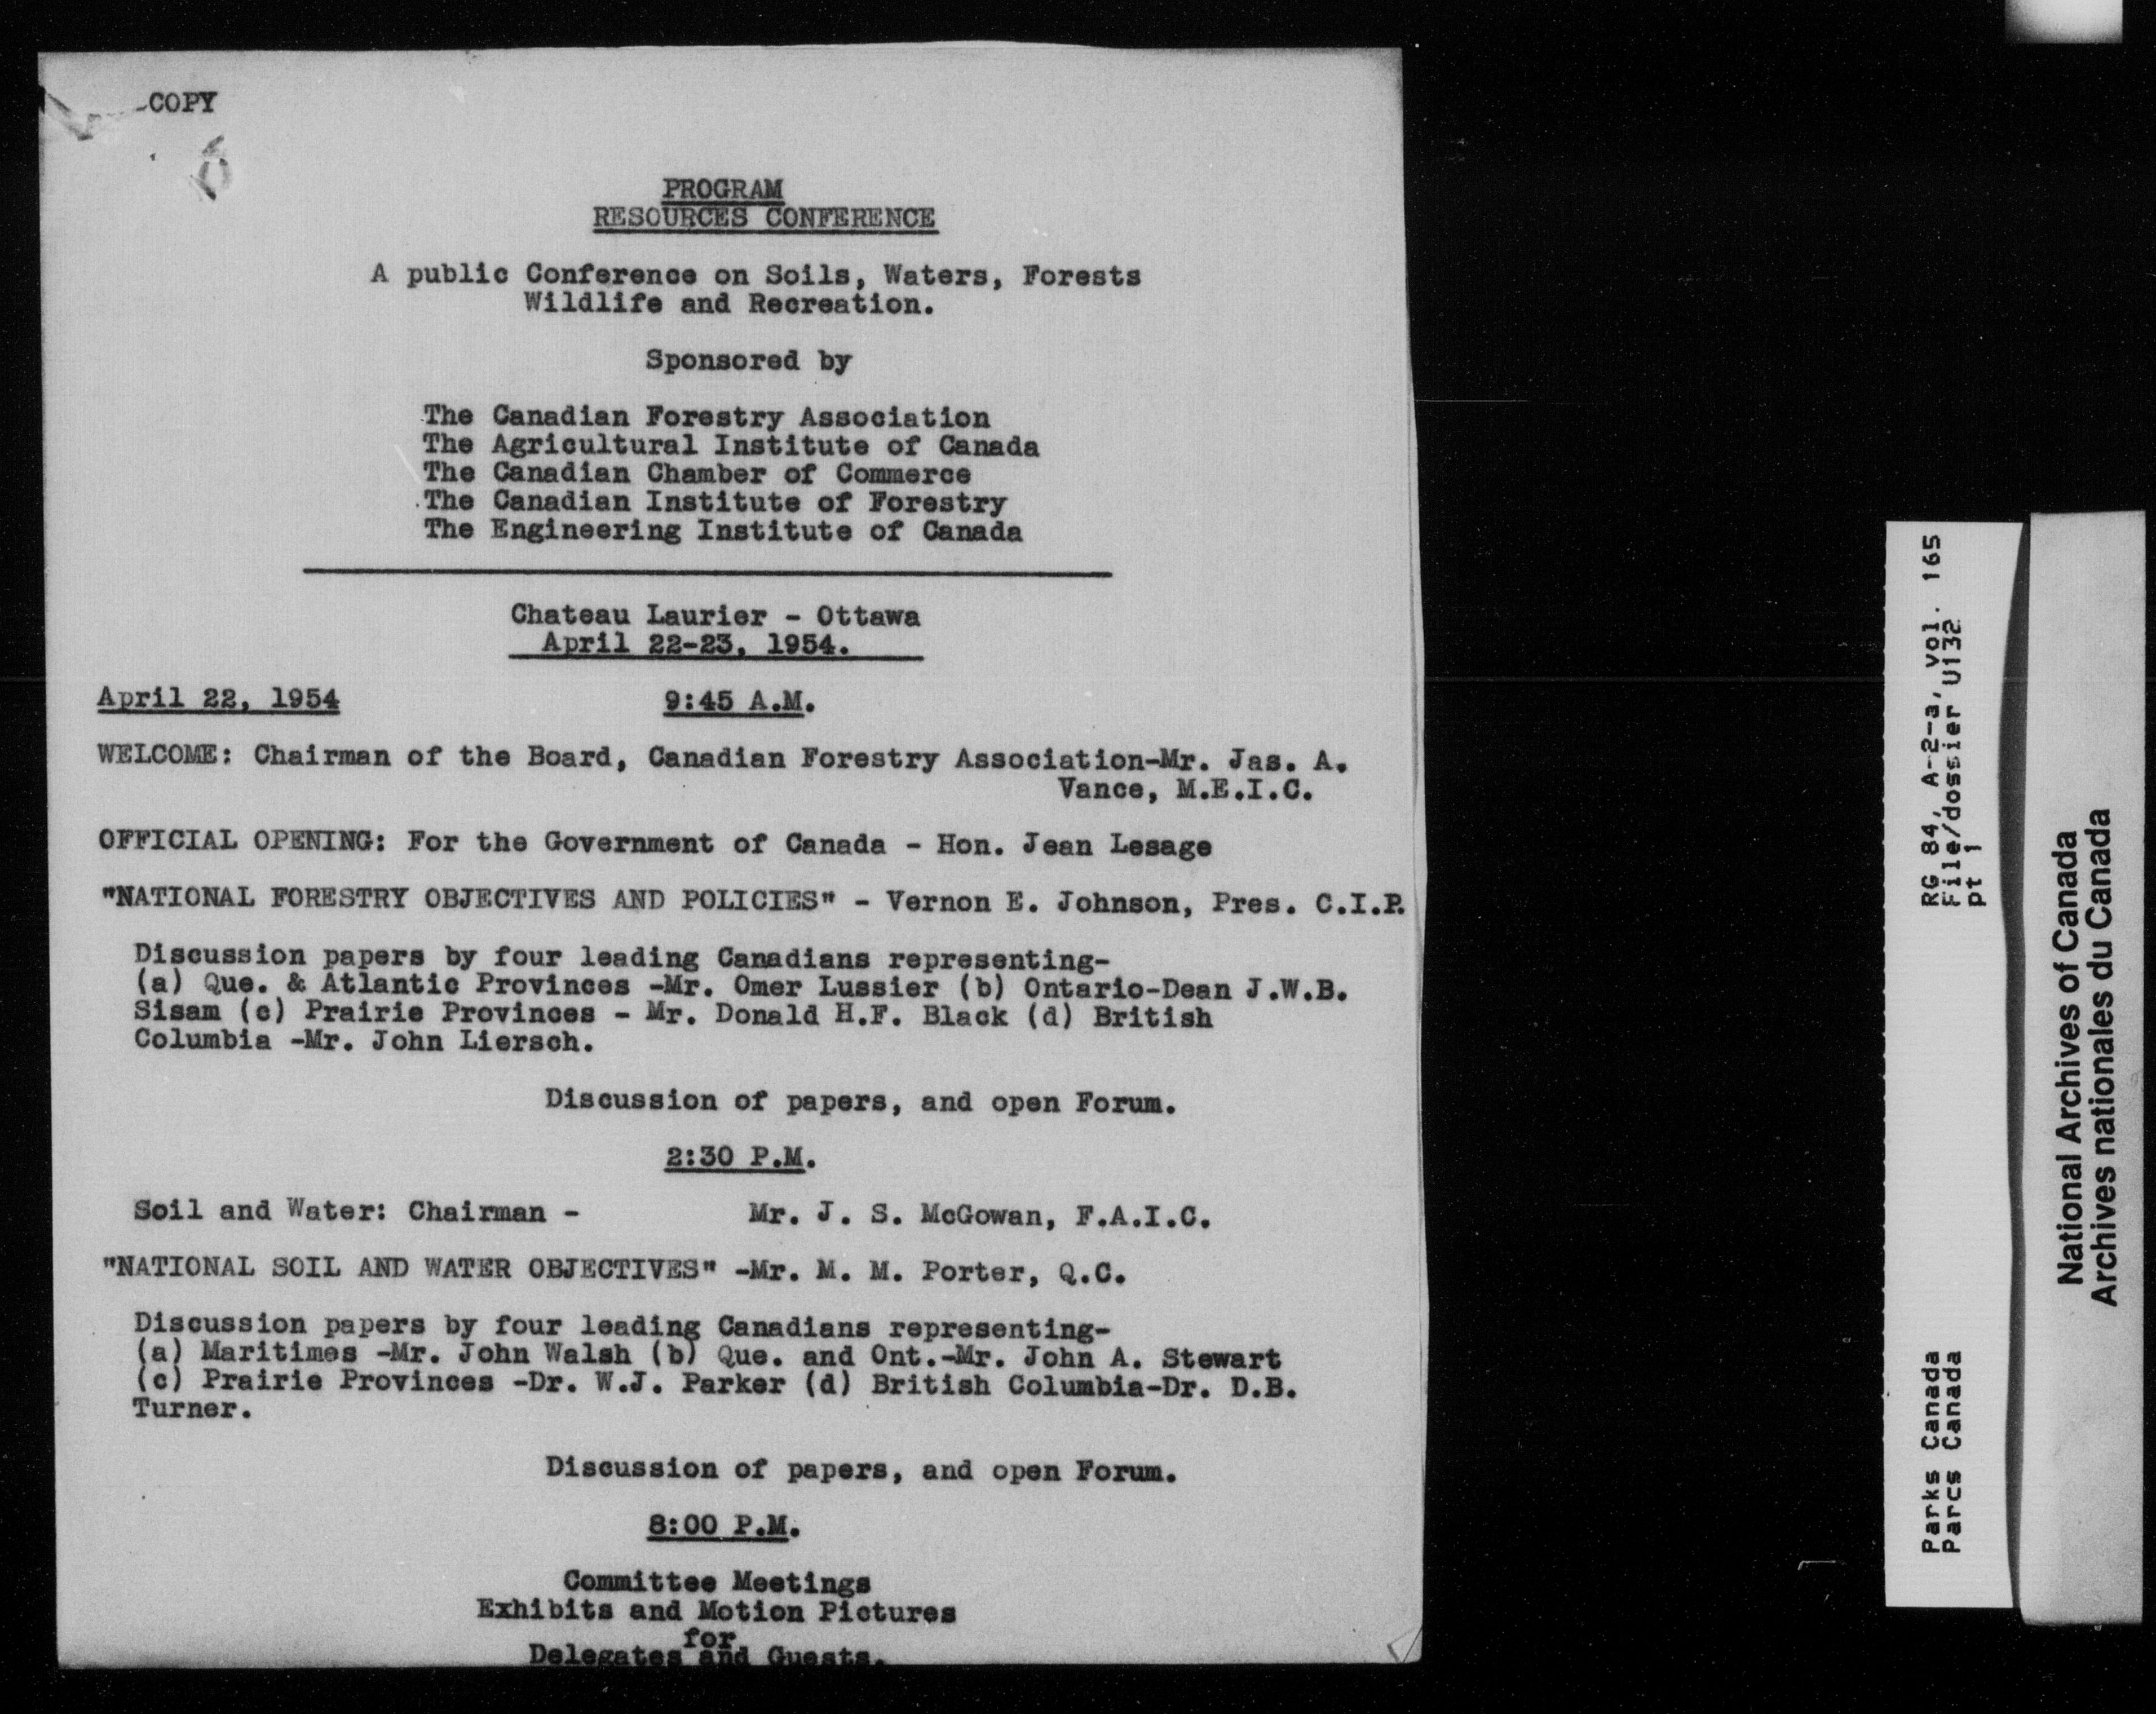 COPY
PROGRAM
RESOURCES CONFERENCE
A public Conference on Soils, Waters, Forests
Wildlife and Recreation.
Sponsored by
The Canadian Forestry Association
The Agricultural Institute of Canada
The Canadian Chamber of Commerce
The Canadian Institute of Forestry
The Engineering Institute of Canada
Chateau Laurier - Ottawa
April 22-23, 1954.
April 22, 1954 9:45 A.M.
WELCOME: Chairman of the Board, Canadian Forestry Association-Mr. Jas. A.
Vance, M.E.I.C.
OFFICIAL OPENING: For the Government of Canada - Hon. Jean Lesage
"NATIONAL FORESTRY OBJECTIVES AND POLICIES" - Vernon E. Johnson, Pres. C.I.P.
Discussion papers by four leading Canadians representing-
(a) Que. & Atlantic Provinces -Mr. Omer Lussier (b) Ontario-Dean J.W.B.
Sisam (c) Prairie Provinces - Mr. Donald H.F. Black (d) British
Columbia -Mr. John Liersch.
Discussion of papers, and open Forum.
2:30 P.M.
Soil and Water: Chairman - Mr. J. S. McGowan, F.A.I.C.
"NATIONAL SOIL AND WATER OBJECTIVES" -Mr. M. M. Porter, Q.C.
Discussion papers by four leading Canadians representing-
(a) Maritimes -Mr. John Walsh (b) Que. and Ont.-Mr. John A. Stewart
(c) Prairie Provinces -Dr. W.J. Parker (d) British Columbia-Dr. D.B.
Turner.
Discussion of papers, and open Forum.
8:00 P.M.
Committee Meetings
Exhibits and Motion Pictures
for
Delegates and Guests.
RG 84, A-2-a, vol. 165
File/dossier U132
pt 1
Parks Canada
Parcs Canada
National Archives of Canada
Archives nationales du Canada